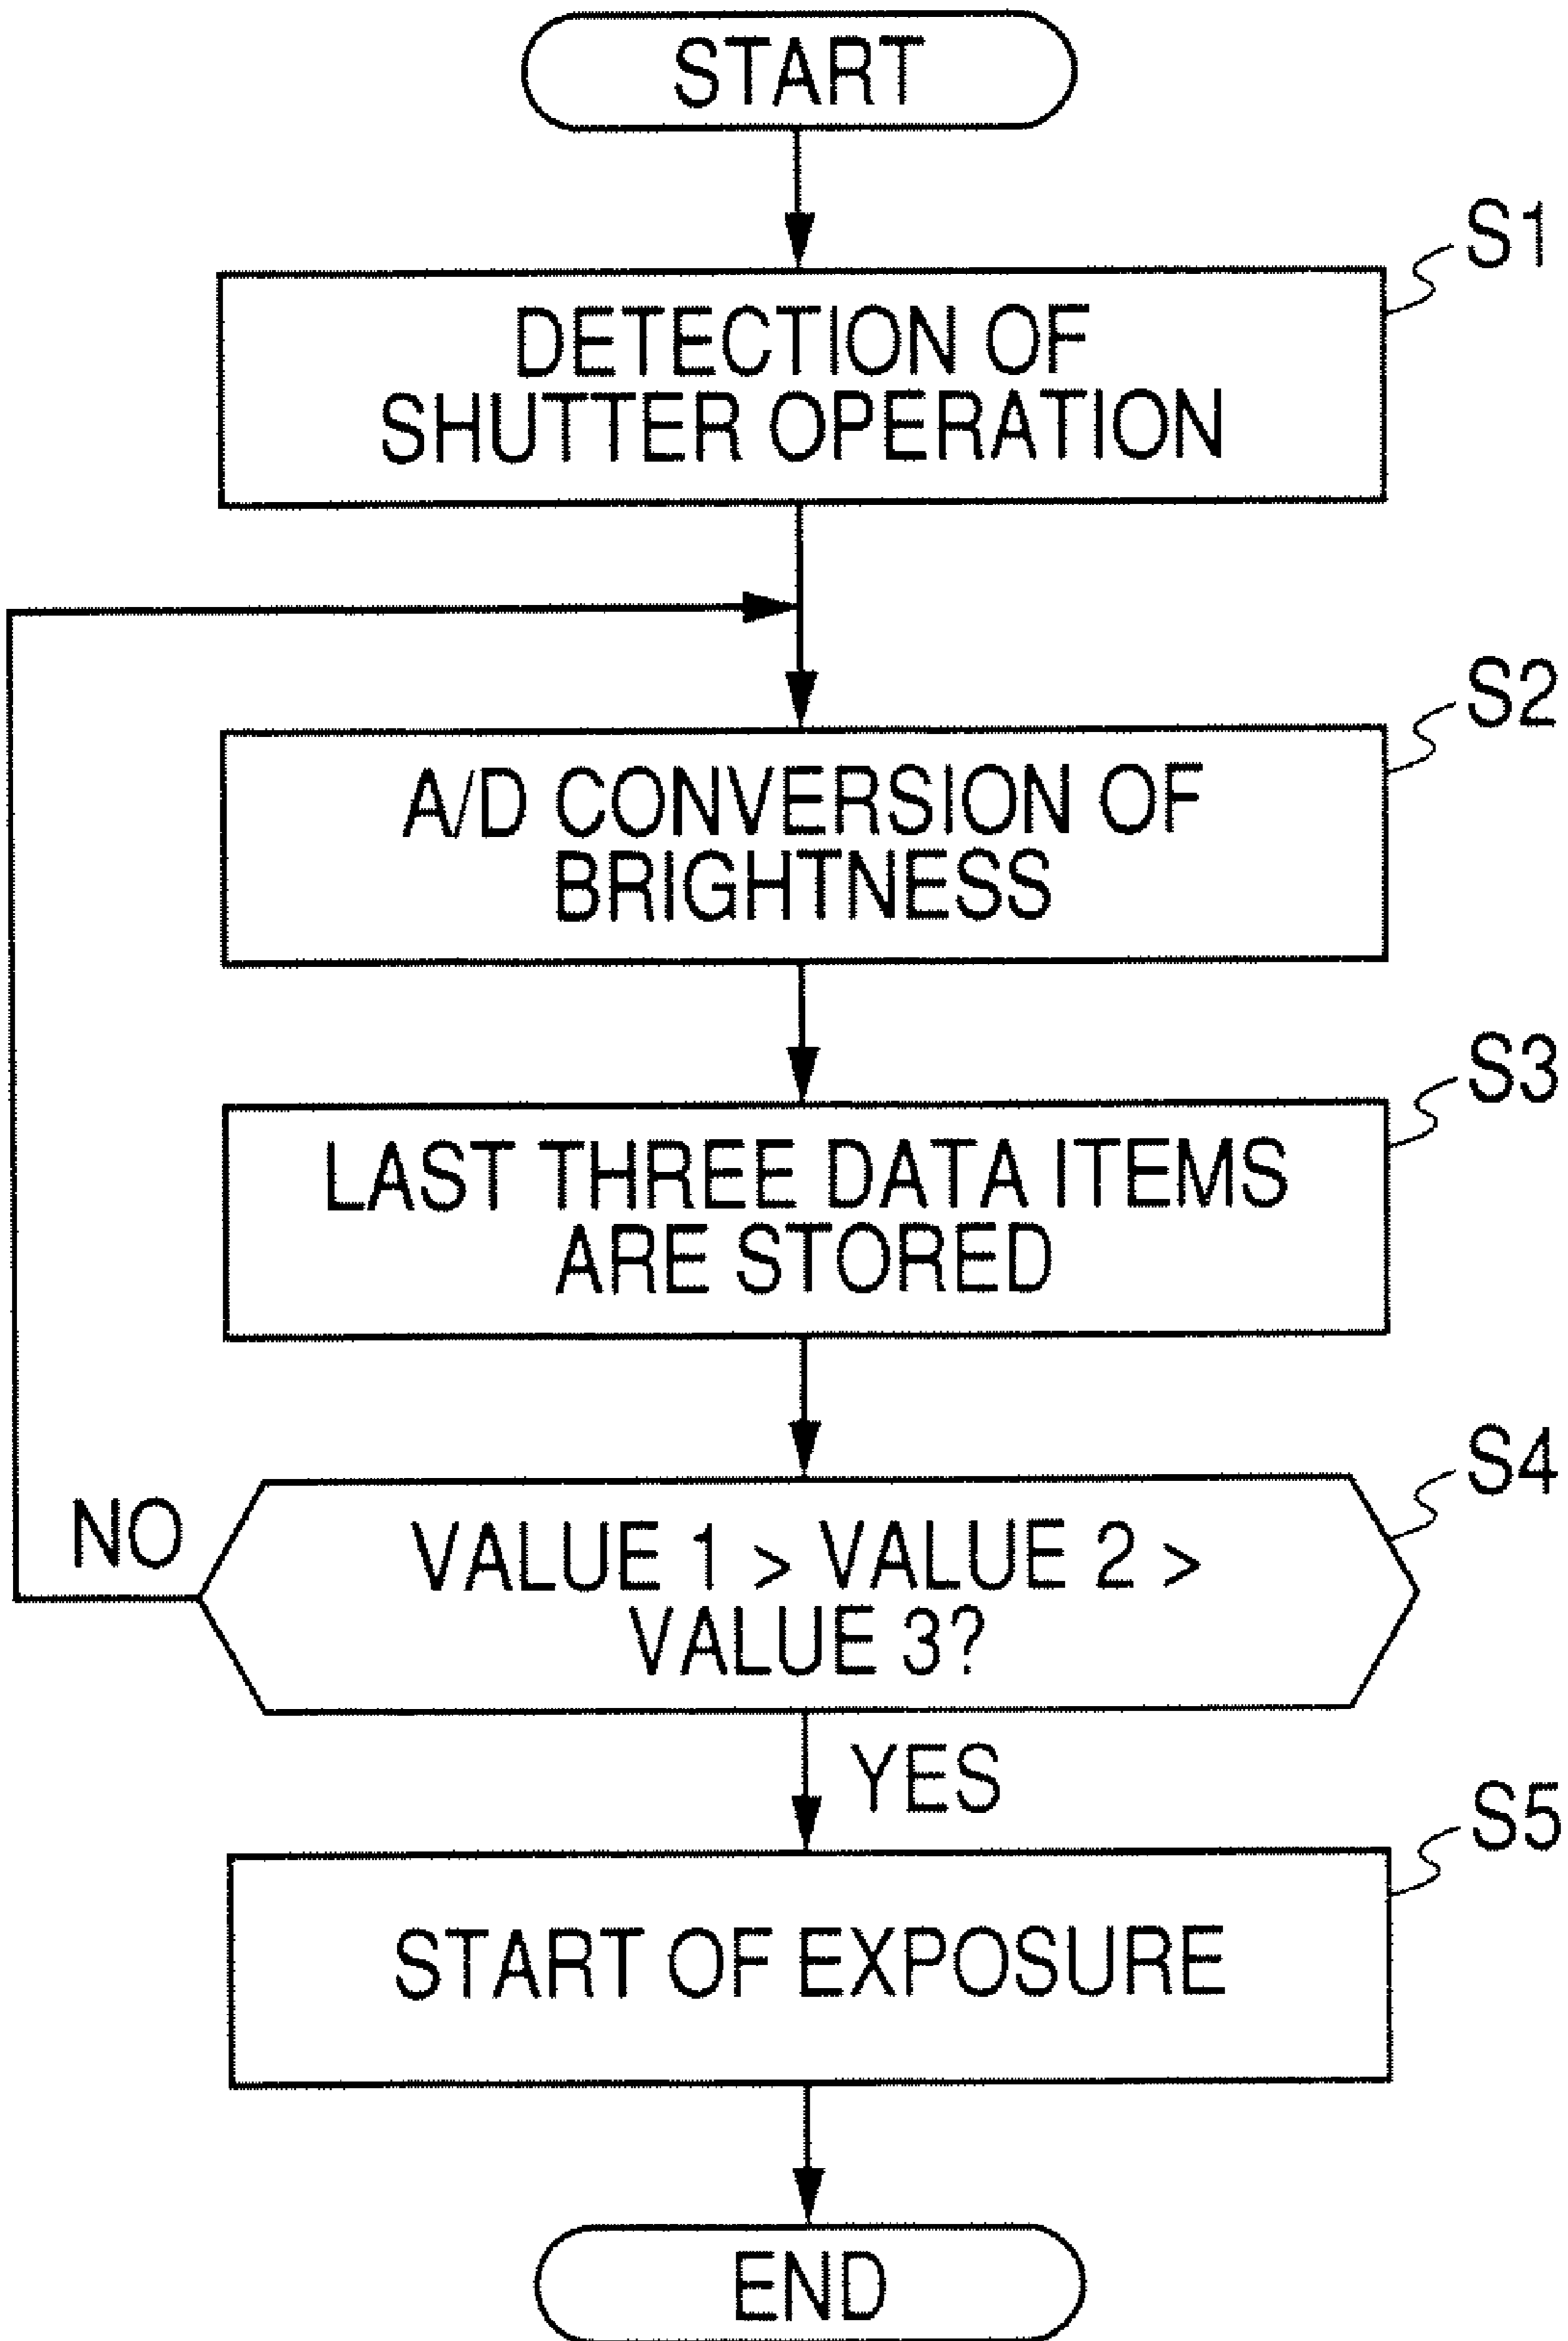 START
S1
DETECTION OF
SHUTTER OPERATION
S2
A/D CONVERSION OF
BRIGHTNESS
S3
LAST THREE DATA ITEMS
ARE STORED
S4
NO
VALUE 1 > VALUE 2 >
VALUE 3?
YES
S5
START OF EXPOSURE
END